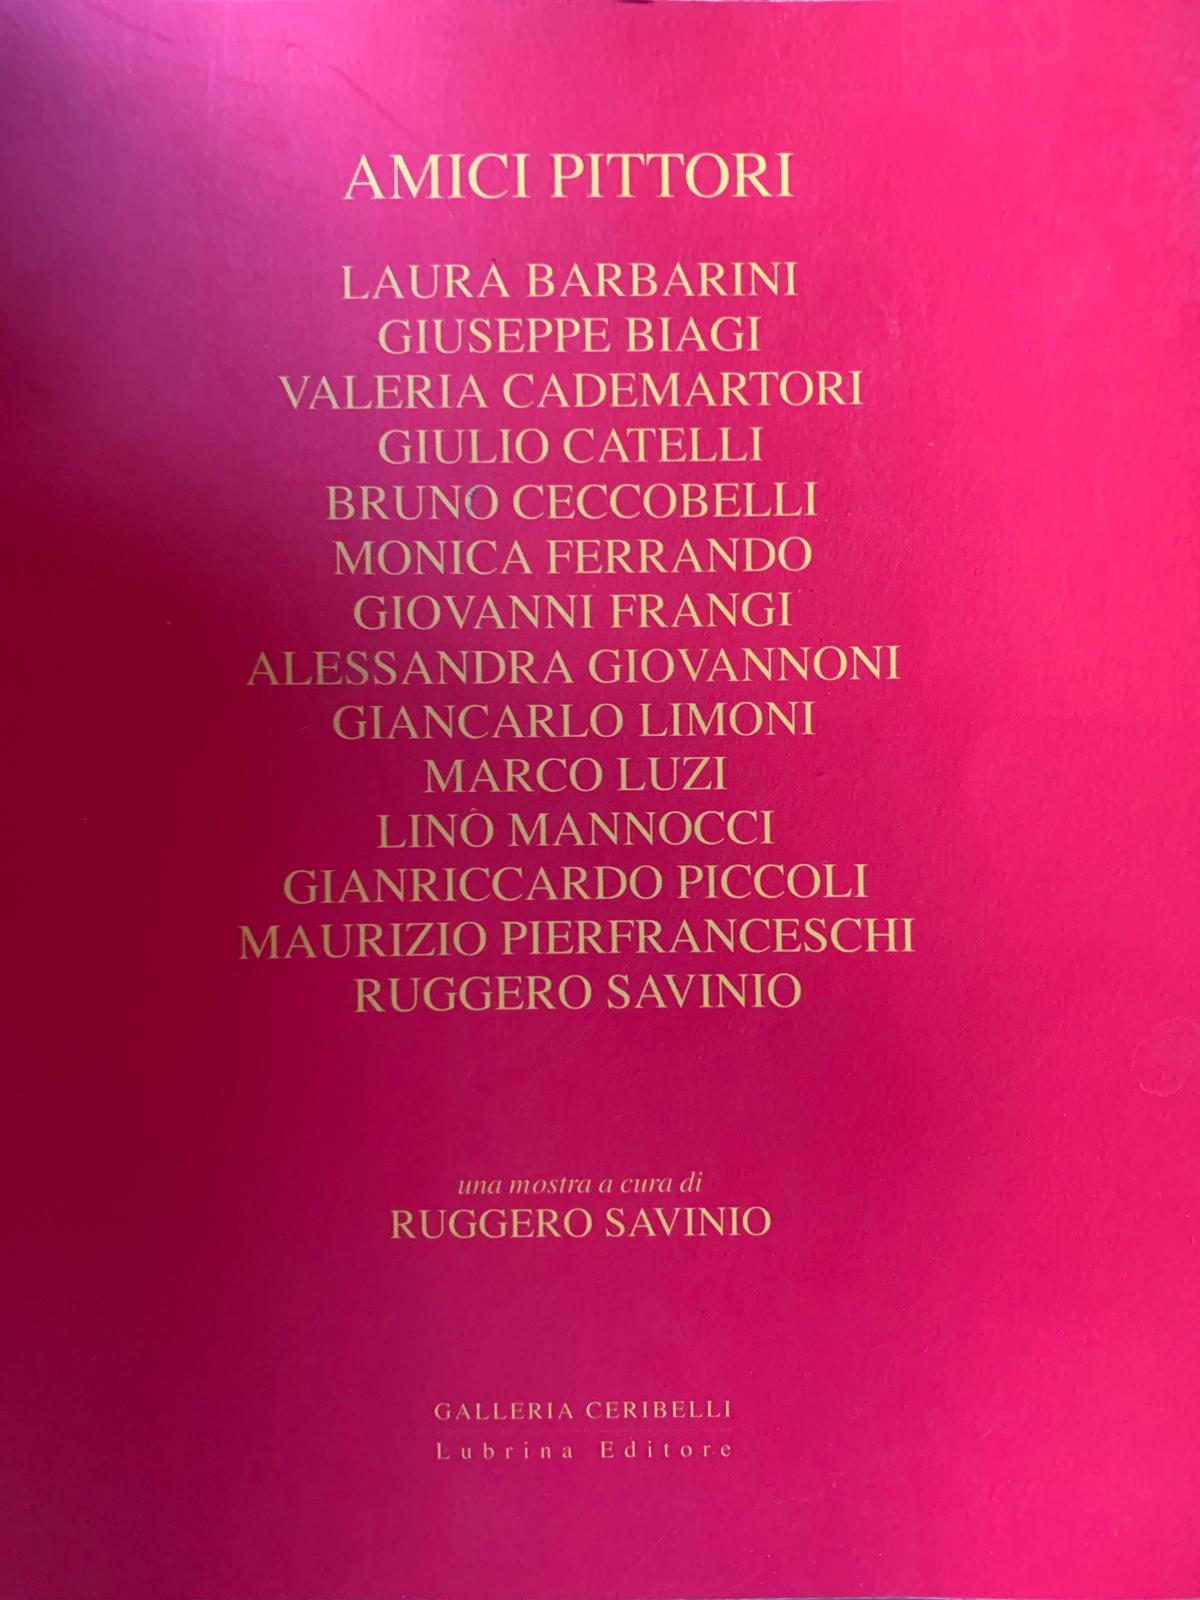 AMICI PITTORI
LAURA BARBARINI
GIUSEPPE BIAGI
VALERIA CADEMARTORI
GIULIO CATELLI
BRUNO CECCOBELLI
MONICA FERRANDO
GIOVANNI FRANGI
ALESSANDRA GIOVANNONI
GIANCARLO LIMONI
MARCO LUZI
LINO MANNOCCI
GIANRICCARDO PICCOLI
MAURIZIO PIERFRANCESCHI
RUGGERO SAVINIO
una mostra a cura di
RUGGERO SAVINIO
GALLERIA CERIBELLI
Lubrina Editore